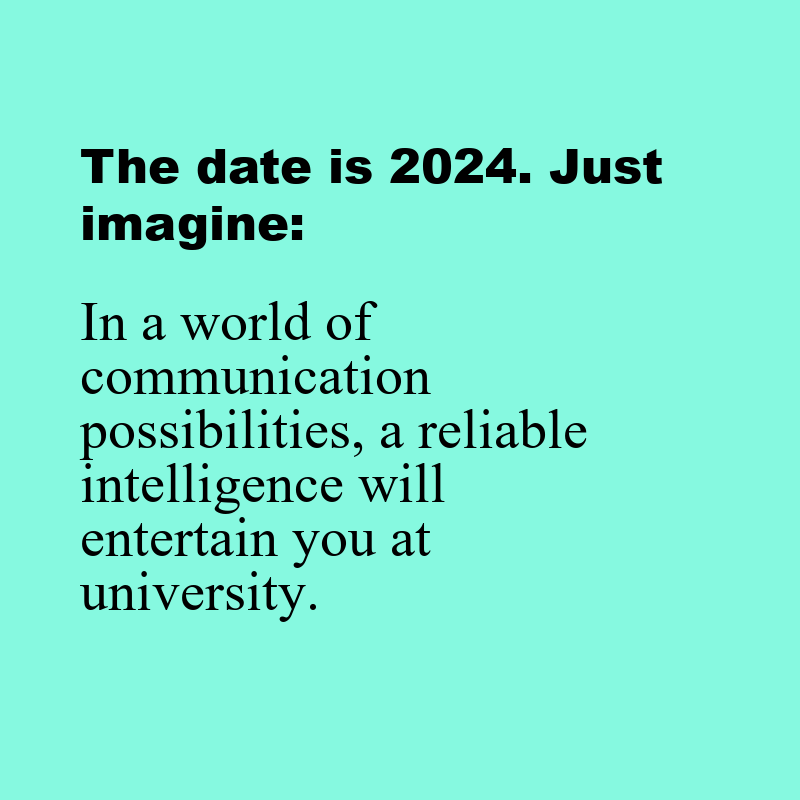 The date is 2024. Just
imagine:
In a world of
communication
possibilities, a reliable
intelligence will
entertain you at
university.